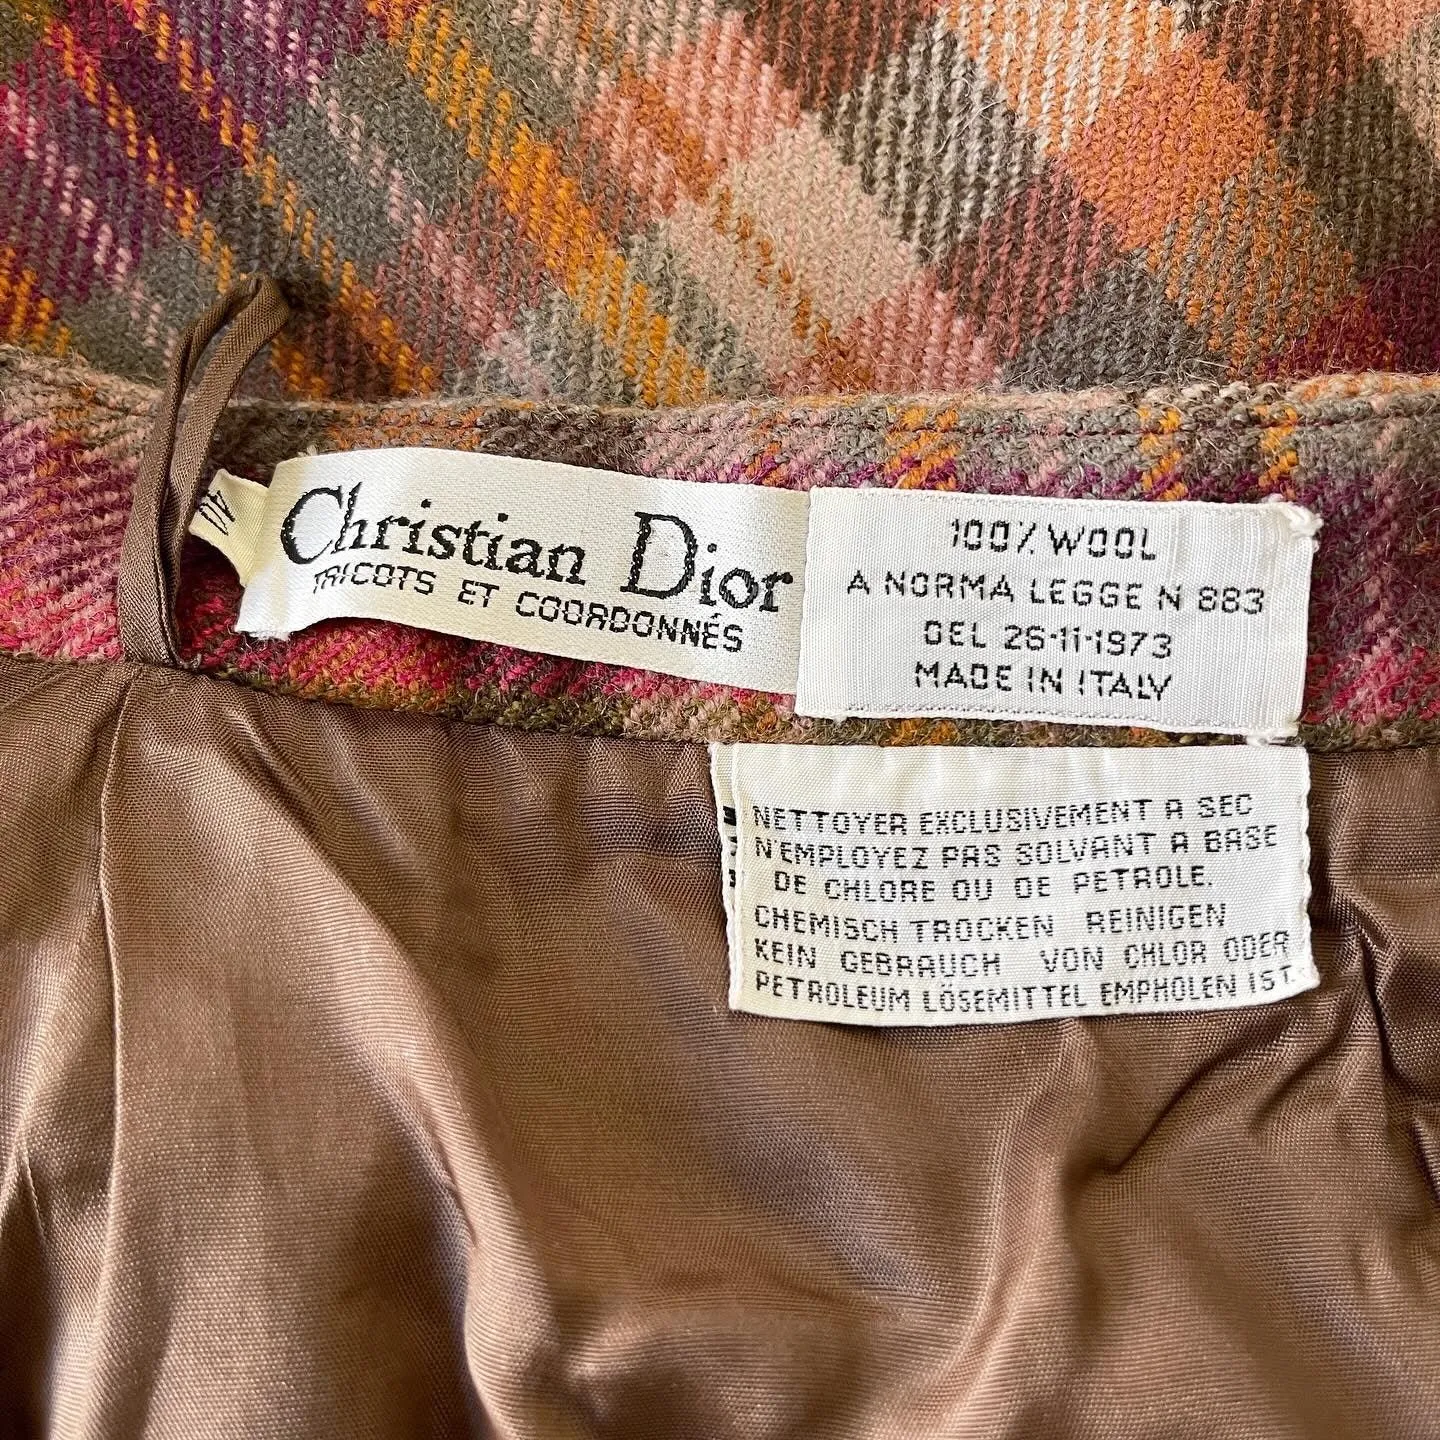 Christian Dior
TRICOTS ET COORDONNÉS
100% WOOL
A NORMA LEGGE N 883
DEL 26-11-1973
MADE IN ITALY
NETTOYER EXCLUSIVEMENT A SEC
N'EMPLOYEZ PAS SOLVANT A BASE
DE CHLORE OU DE PETROLE.
CHEMISCH TROCKEN REINIGEN
KEIN GEBRAUCH VON CHLOR ODER
PETROLEUM LÖSEMITTEL EMPHOLEN IST.